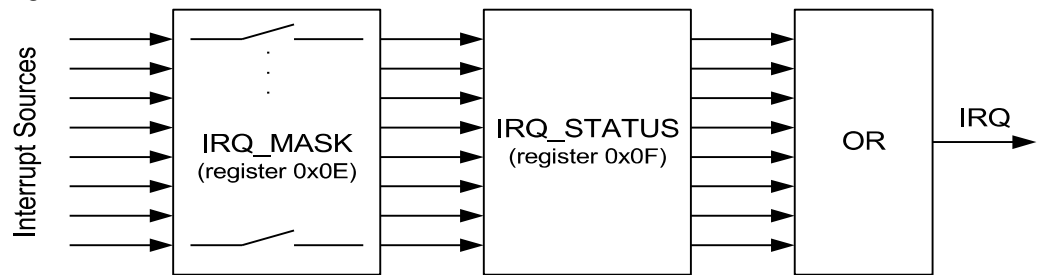 Interrupt Sources
IRQ_MASK
(register 0x0E)
IRQ_STATUS
(register 0x0F)
OR
IRQ